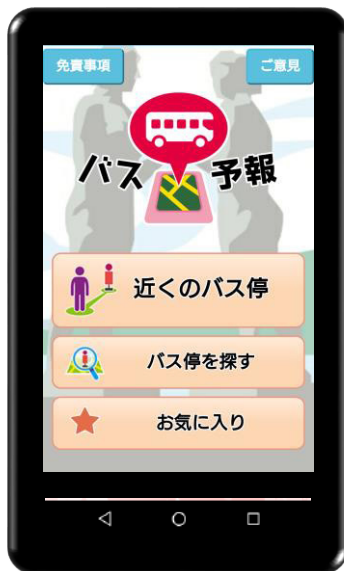 免責事項
ご意見
バス 予報
近くのバス停
バス停を探す
お気に入り